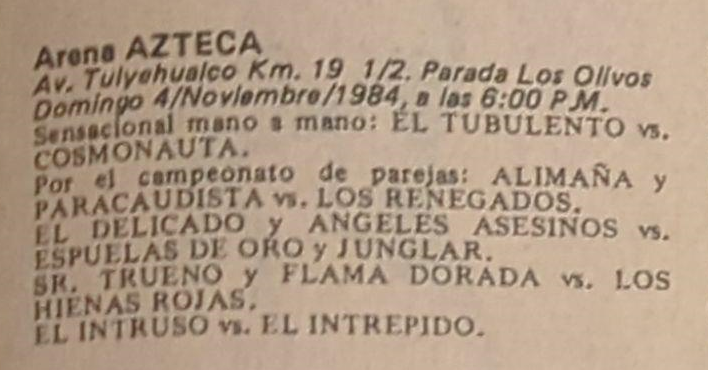 Arena AZTECA
Av. Tulyehualco Km. 19 1/2. Parada Los Olivos
Domingo 4/Noviembre/1984, a las 6:00 P.M.
Sensacional mano a mano: EL TUBULENTO vs.
COSMONAUTA.
Por el campeonato de parejas: ALIMAÑA y
PARACAUDISTA vs. LOS RENEGADOS.
EL DELICADO y ANGELES ASESINOS vs.
ESPUELAS DE ORO y JUNGLAR.
SR. TRUENO y FLAMA DORADA vs. LOS
HIENAS ROJAS.
EL INTRUSO vs. EL INTREPIDO.